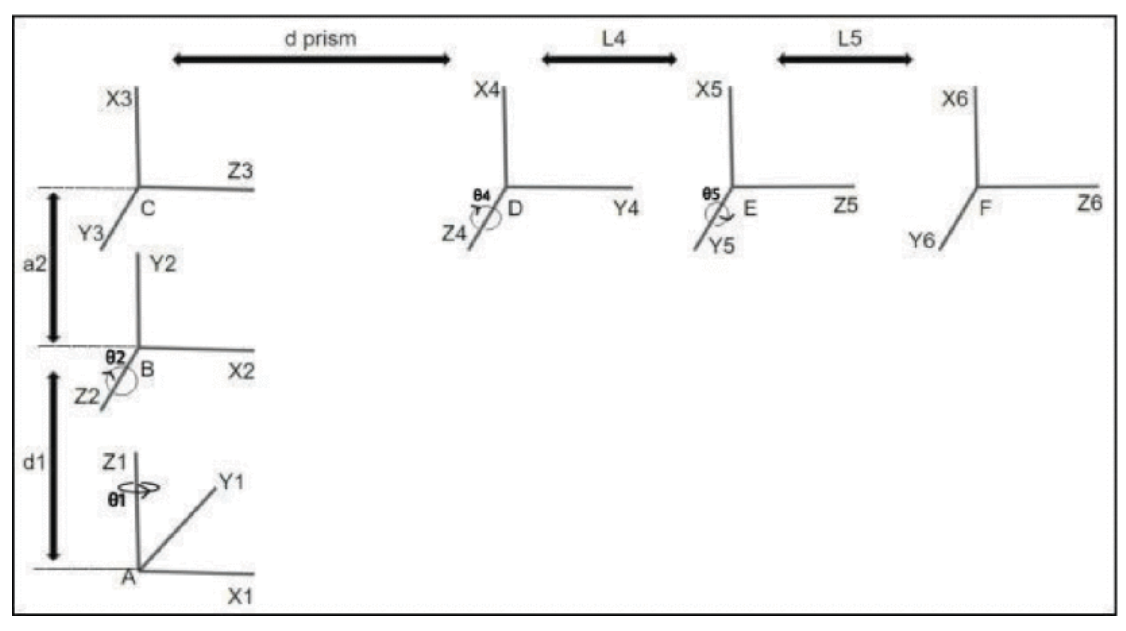 d prism L4 L5
X3 X4 X5 X6
Z3
C
Y3
θ4 D Y4
Z4
θ5 E Z5
Y5
F Z6
Y6
a2
Y2
θ2 B X2
Z2
d1
Z1 Y1
θ1
A X1